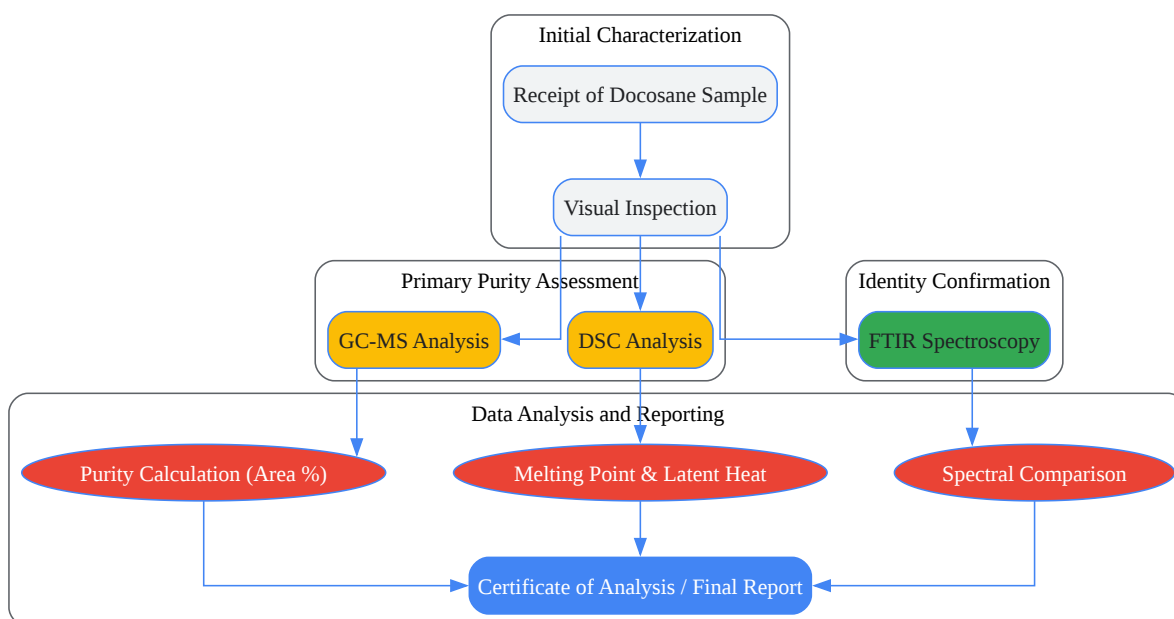 Initial Characterization
Receipt of Docosane Sample
Visual Inspection
Primary Purity Assessment
Identity Confirmation
GC-MS Analysis
DSC Analysis
FTIR Spectroscopy
Data Analysis and Reporting
Purity Calculation (Area %)
Melting Point & Latent Heat
Spectral Comparison
Certificate of Analysis / Final Report